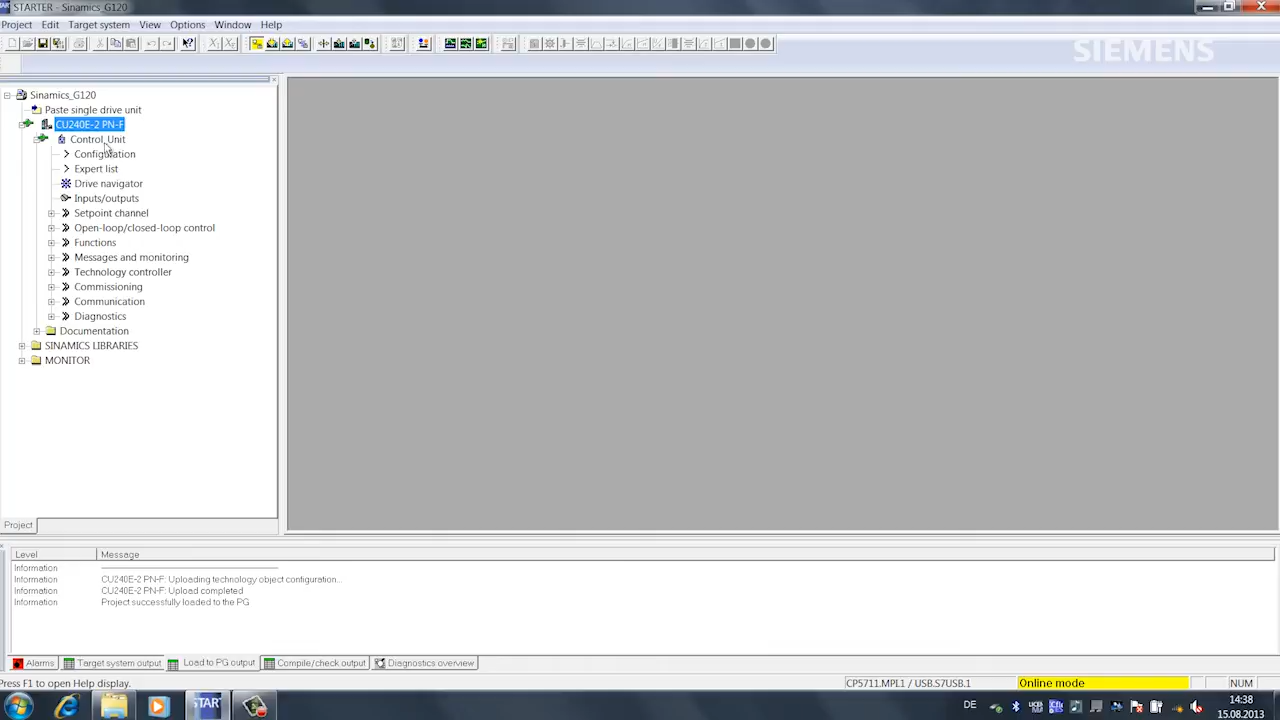 STARTER - Sinamics_G120
Project Edit Target system View Options Window Help
SIEMENS
Sinamics_G120
Paste single drive unit
CU240E-2 PN-F
Control_Unit
Configuration
Expert list
Drive navigator
Inputs/outputs
Setpoint channel
Open-loop/closed-loop control
Functions
Messages and monitoring
Technology controller
Commissioning
Communication
Diagnostics
Documentation
SINAMICS LIBRARIES
MONITOR
Project
Level Message
Information
Information CU240E-2 PN-F: Uploading technology object configuration...
Information CU240E-2 PN-F: Upload completed
Information Project successfully loaded to the PG
Alarms Target system output Load to PG output Compile/check output Diagnostics overview
Press F1 to open Help display. CP5711.MPI.1 / USB.S7USB.1 Online mode NUM
START DE 14:38
15.08.2013